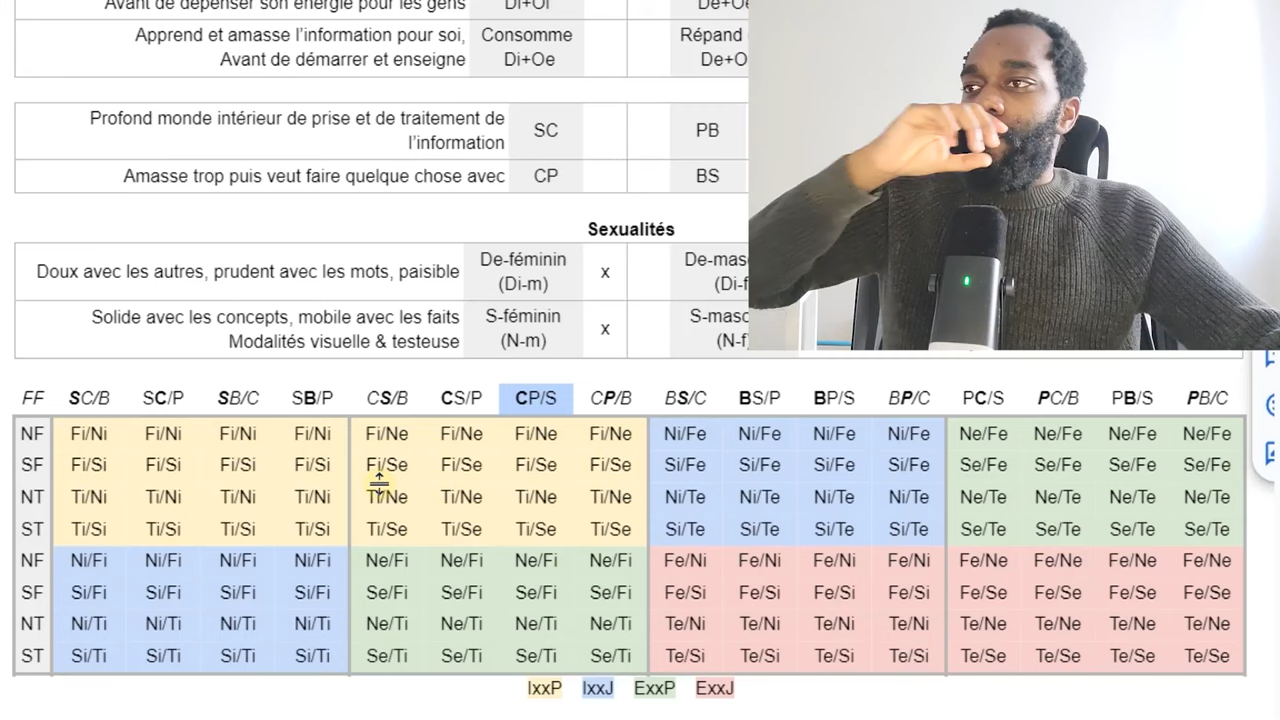 Avant de dépenser son énergie pour les gens Di+Oi De+Oe
Apprend et amasse l'information pour soi, Consomme Répand
Avant de démarrer et enseigne Di+Oe De+O
Profond monde intérieur de prise et de traitement de SC PB
l'information
Amasse trop puis veut faire quelque chose avec CP BS
Sexualités
Doux avec les autres, prudent avec les mots, paisible De-féminin x De-masc
(Di-m) (Di-f
Solide avec les concepts, mobile avec les faits S-féminin x S-masc
Modalités visuelle & testeuse (N-m) (N-f
FF SC/B SC/P SB/C SB/P CS/B CS/P CP/S CP/B BS/C BS/P BP/S BP/C PC/S PC/B PB/S PB/C
NF Fi/Ni Fi/Ni Fi/Ni Fi/Ni Fi/Ne Fi/Ne Fi/Ne Fi/Ne Ni/Fe Ni/Fe Ni/Fe Ni/Fe Ne/Fe Ne/Fe Ne/Fe Ne/Fe
SF Fi/Si Fi/Si Fi/Si Fi/Si Fi/Se Fi/Se Fi/Se Fi/Se Si/Fe Si/Fe Si/Fe Si/Fe Se/Fe Se/Fe Se/Fe Se/Fe
NT Ti/Ni Ti/Ni Ti/Ni Ti/Ni Ti/Ne Ti/Ne Ti/Ne Ti/Ne Ni/Te Ni/Te Ni/Te Ni/Te Ne/Te Ne/Te Ne/Te Ne/Te
ST Ti/Si Ti/Si Ti/Si Ti/Si Ti/Se Ti/Se Ti/Se Ti/Se Si/Te Si/Te Si/Te Si/Te Se/Te Se/Te Se/Te Se/Te
NF Ni/Fi Ni/Fi Ni/Fi Ni/Fi Ne/Fi Ne/Fi Ne/Fi Ne/Fi Fe/Ni Fe/Ni Fe/Ni Fe/Ni Fe/Ne Fe/Ne Fe/Ne Fe/Ne
SF Si/Fi Si/Fi Si/Fi Si/Fi Se/Fi Se/Fi Se/Fi Se/Fi Fe/Si Fe/Si Fe/Si Fe/Si Fe/Se Fe/Se Fe/Se Fe/Se
NT Ni/Ti Ni/Ti Ni/Ti Ni/Ti Ne/Ti Ne/Ti Ne/Ti Ne/Ti Te/Ni Te/Ni Te/Ni Te/Ni Te/Ne Te/Ne Te/Ne Te/Ne
ST Si/Ti Si/Ti Si/Ti Si/Ti Se/Ti Se/Ti Se/Ti Se/Ti Te/Si Te/Si Te/Si Te/Si Te/Se Te/Se Te/Se Te/Se
IxxP IxxJ ExxP ExxJ